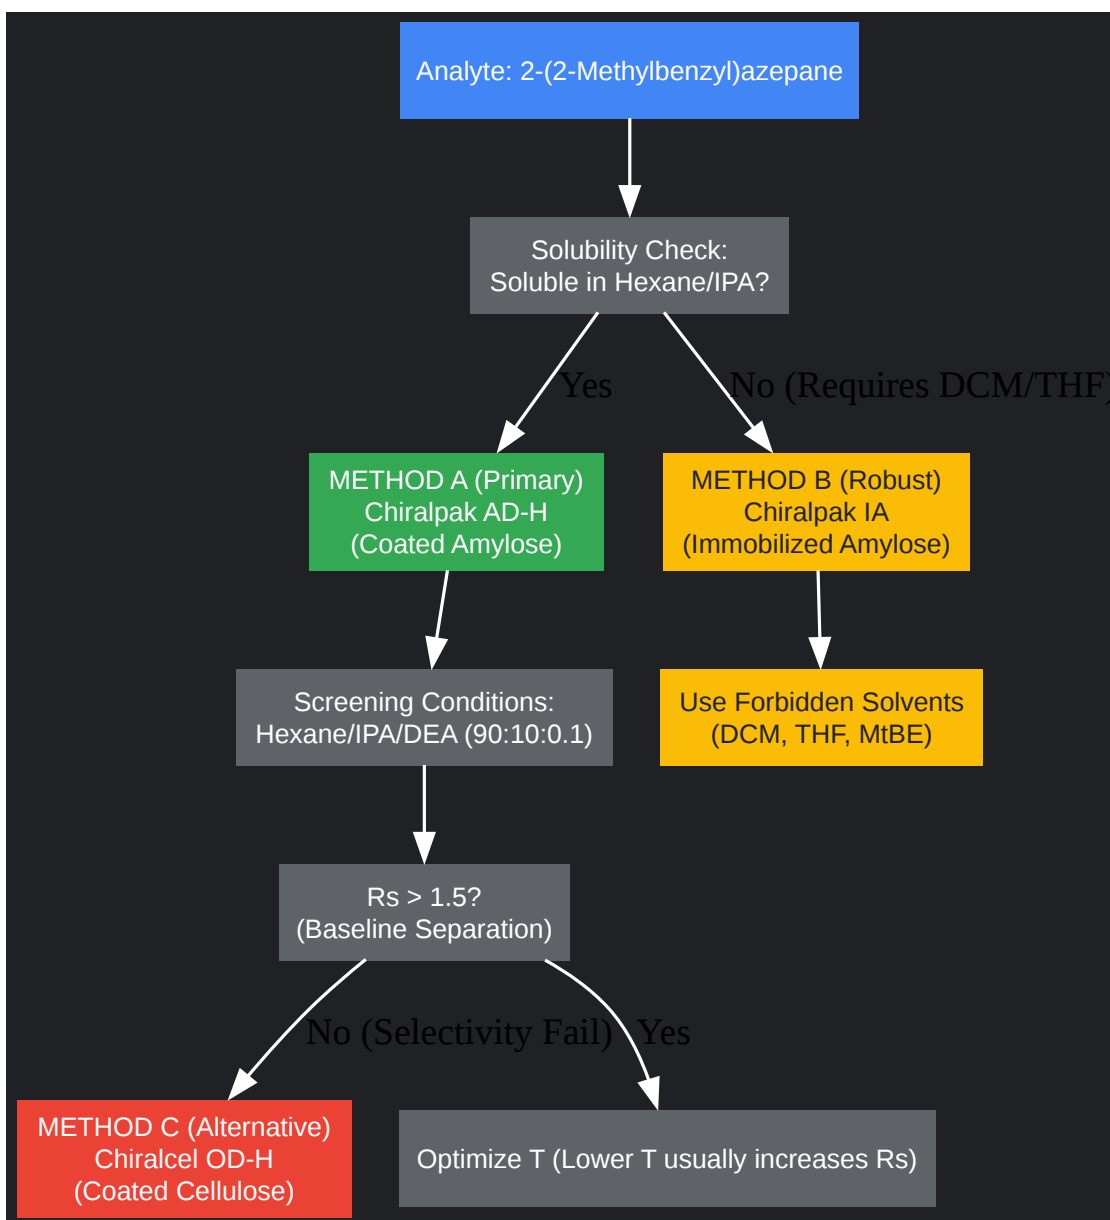 Analyte: 2-(2-Methylbenzyl)azepane
Solubility Check:
Soluble in Hexane/IPA?
Yes
No (Requires DCM/THF)
METHOD A (Primary)
Chiralpak AD-H
(Coated Amylose)
METHOD B (Robust)
Chiralpak IA
(Immobilized Amylose)
Screening Conditions:
Hexane/IPA/DEA (90:10:0.1)
Use Forbidden Solvents
(DCM, THF, MtBE)
Rs > 1.5?
(Baseline Separation)
No (Selectivity Fail)
Yes
METHOD C (Alternative)
Chiralcel OD-H
(Coated Cellulose)
Optimize T (Lower T usually increases Rs)